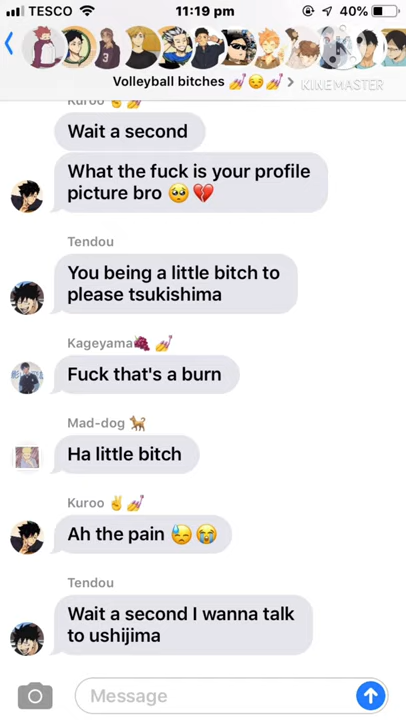 TESCO 11:19 pm 40%
Volleyball bitches 💅😒💅 >
KINEMASTER
Kuroo ✌️💅
Wait a second
What the fuck is your profile
picture bro 🥺💔
Tendou
You being a little bitch to
please tsukishima
Kageyama🍇 💅
Fuck that's a burn
Mad-dog 🐕
Ha little bitch
Kuroo ✌️💅
Ah the pain 😓😭
Tendou
Wait a second I wanna talk
to ushijima
Message